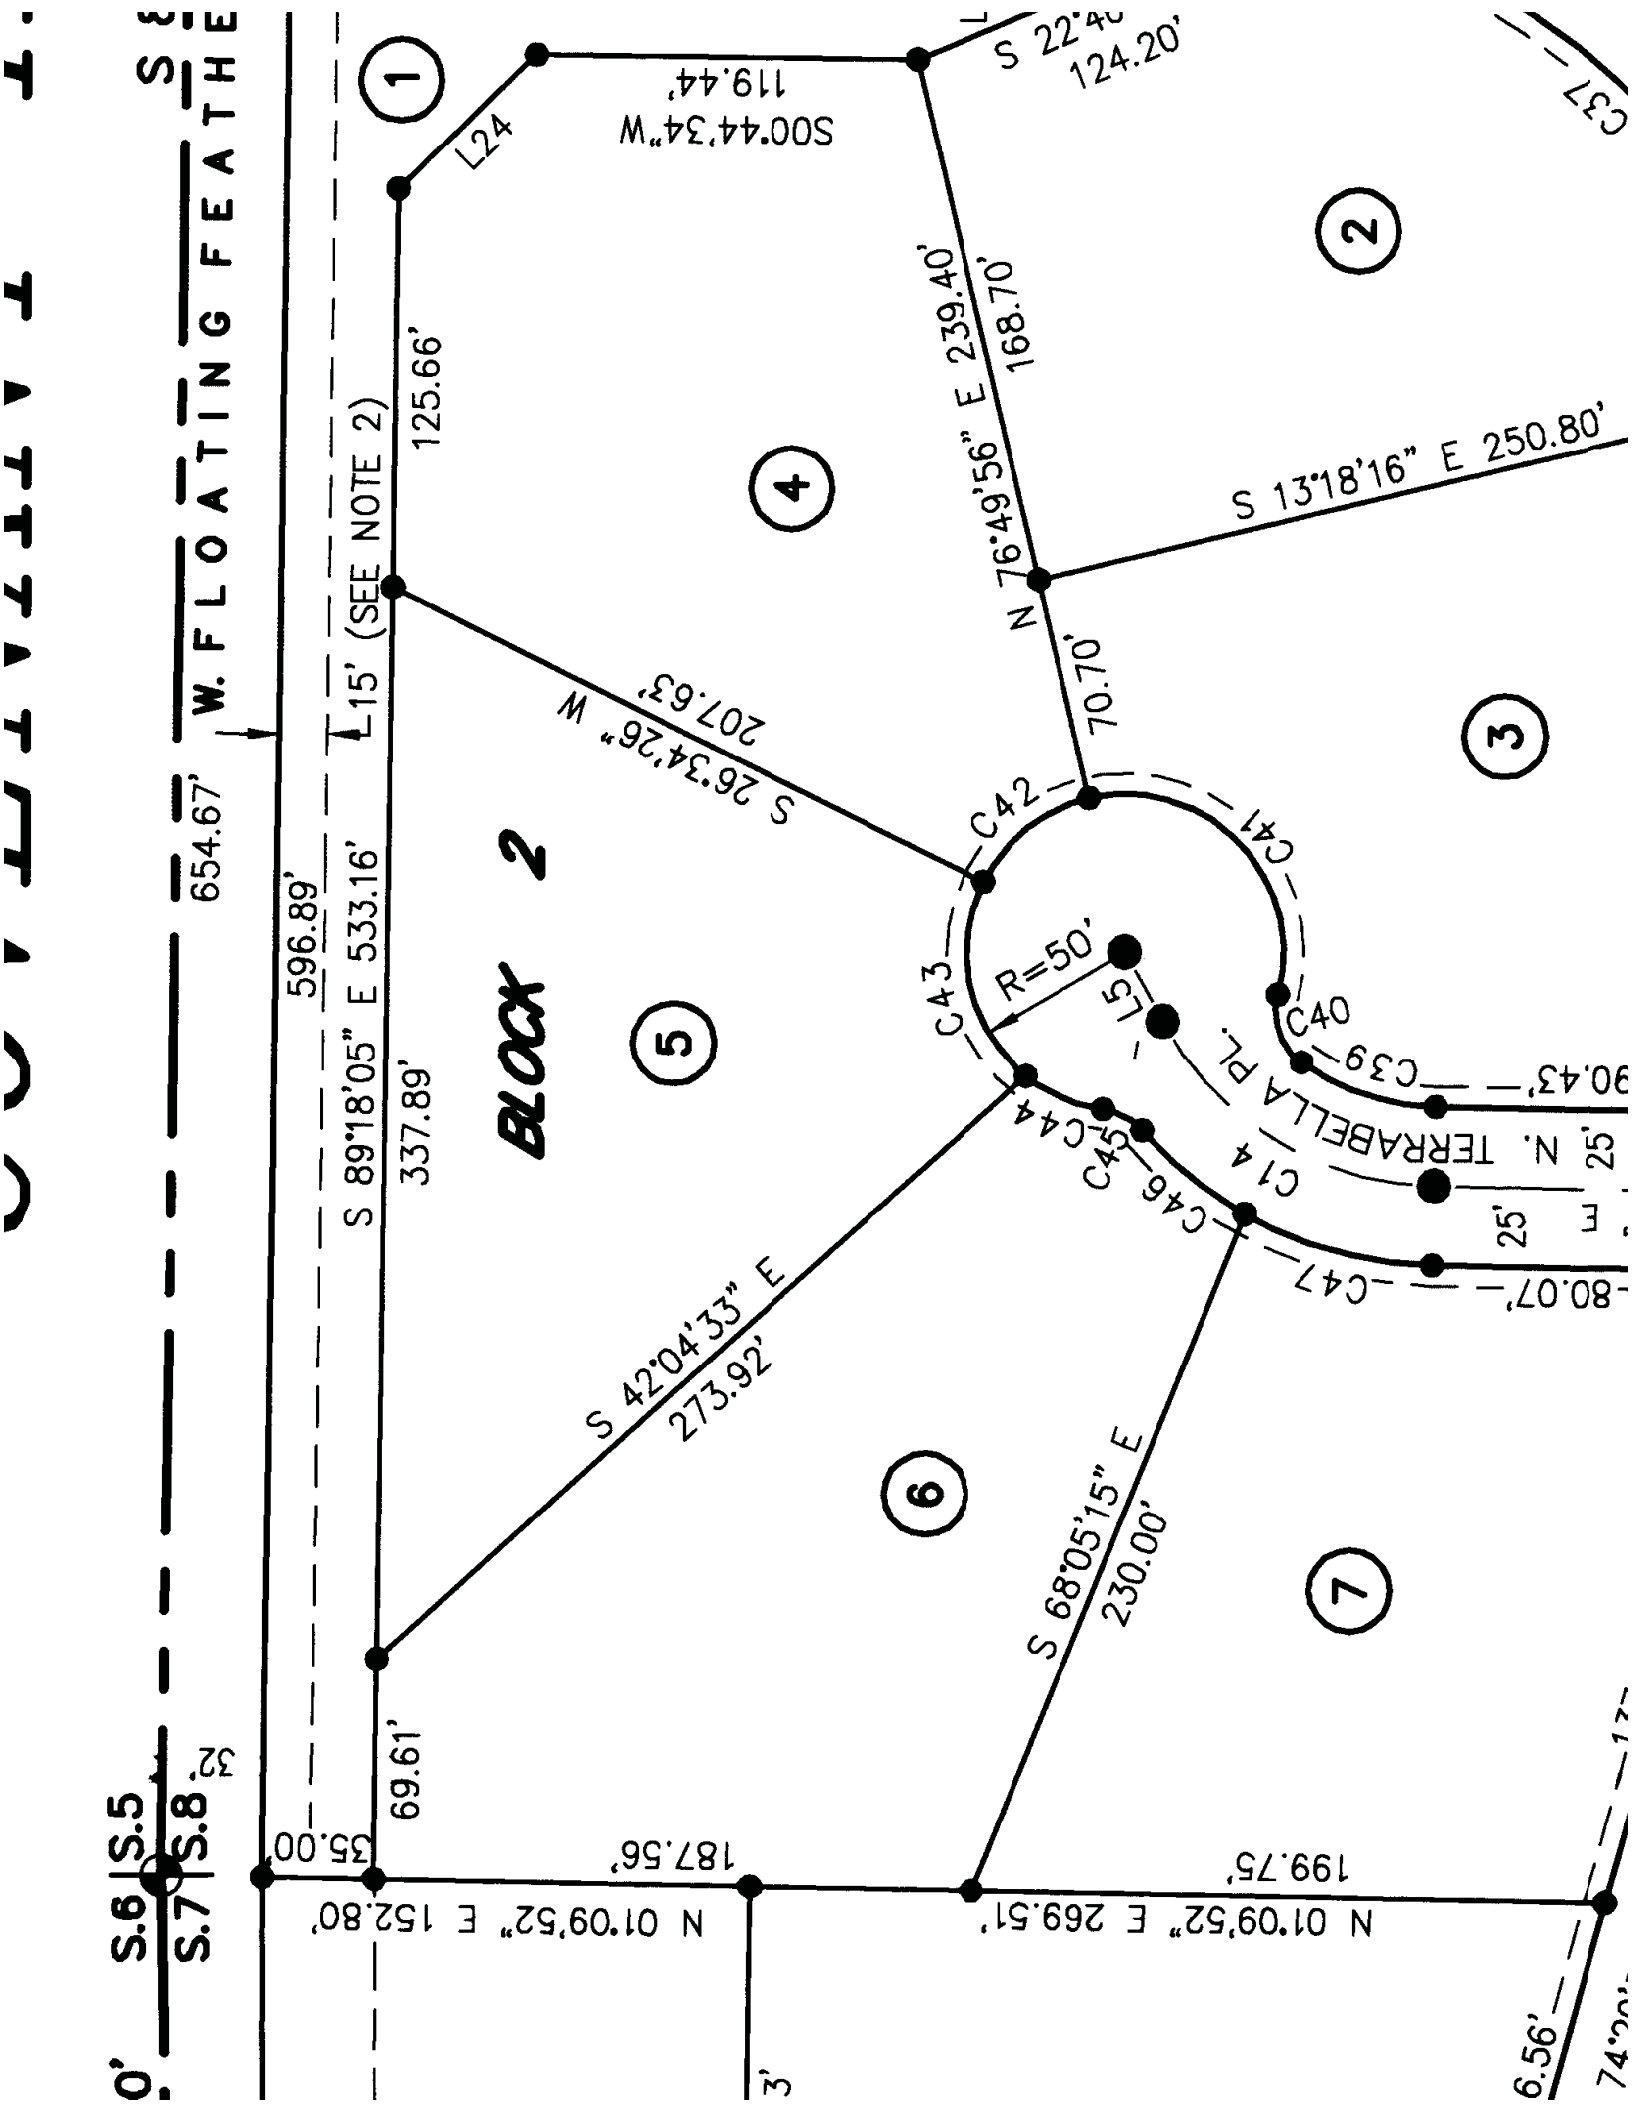 W. FLOATING FEATHE
654.67'
596.89'
15' (SEE NOTE 2)
S 89°18'05" E 533.16'
125.66'
337.89'
69.61'
1
L24
119.44'
S00°44'34"W
S 22°40'
124.20'
C37
2
N 76°49'56" E 239.40'
168.70'
70.70'
S 13°18'16" E 250.80'
3
4
S 26°34'26" W
207.63'
BLOCK 2
5
C42
C41
C43
R=50'
L5
C40
C39
90.43'
C44
C45
C46
C14
C47
N. TERRABELLA PL.
25'
25'
E
80.07'
S 42°04'33" E
273.92'
6
S 68°05'15" E
230.00'
7
S.5
S.6
S.7
S.8
32'
35.00'
187.56'
N 01°09'52" E 152.80'
199.75'
N 01°09'52" E 269.51'
0'
3'
6.56'